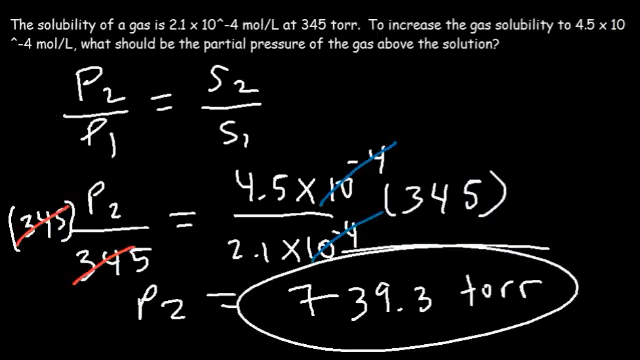 The solubility of a gas is 2.1 x 10^-4 mol/L at 345 torr.  To increase the gas solubility to 4.5 x 10
^-4 mol/L, what should be the partial pressure of the gas above the solution?
P₂/P₁ = S₂/S₁
(345) P₂/345 = 4.5 × 10⁻⁴/2.1 × 10⁻⁴ (345)
P₂ = 739.3 torr